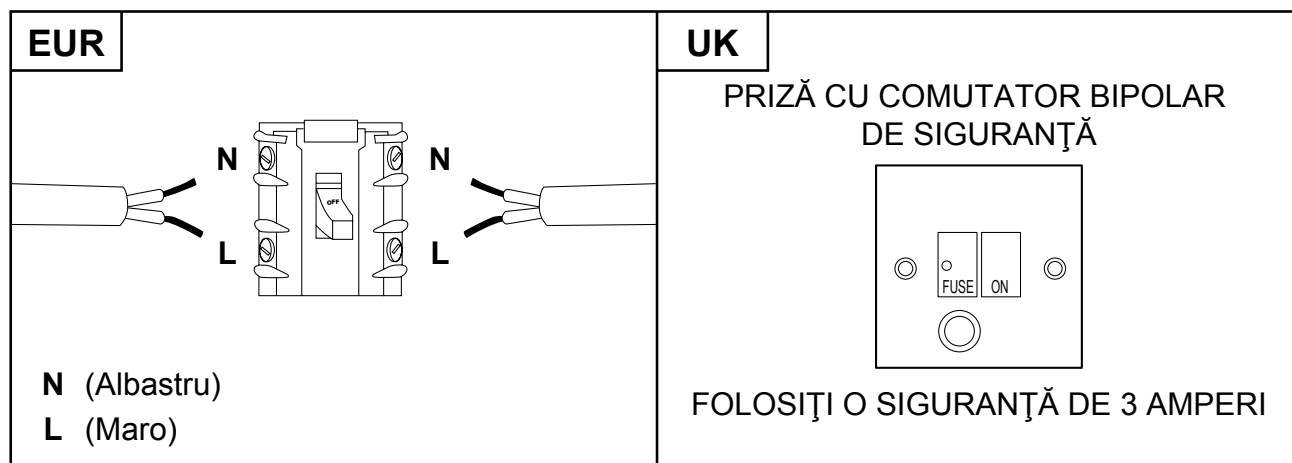 EUR
N
N
OFF
L
L
N (Albastru)
L (Maro)
UK
PRIZĂ CU COMUTATOR BIPOLAR
DE SIGURANŢĂ
FUSE ON
FOLOSIŢI O SIGURANŢĂ DE 3 AMPERI